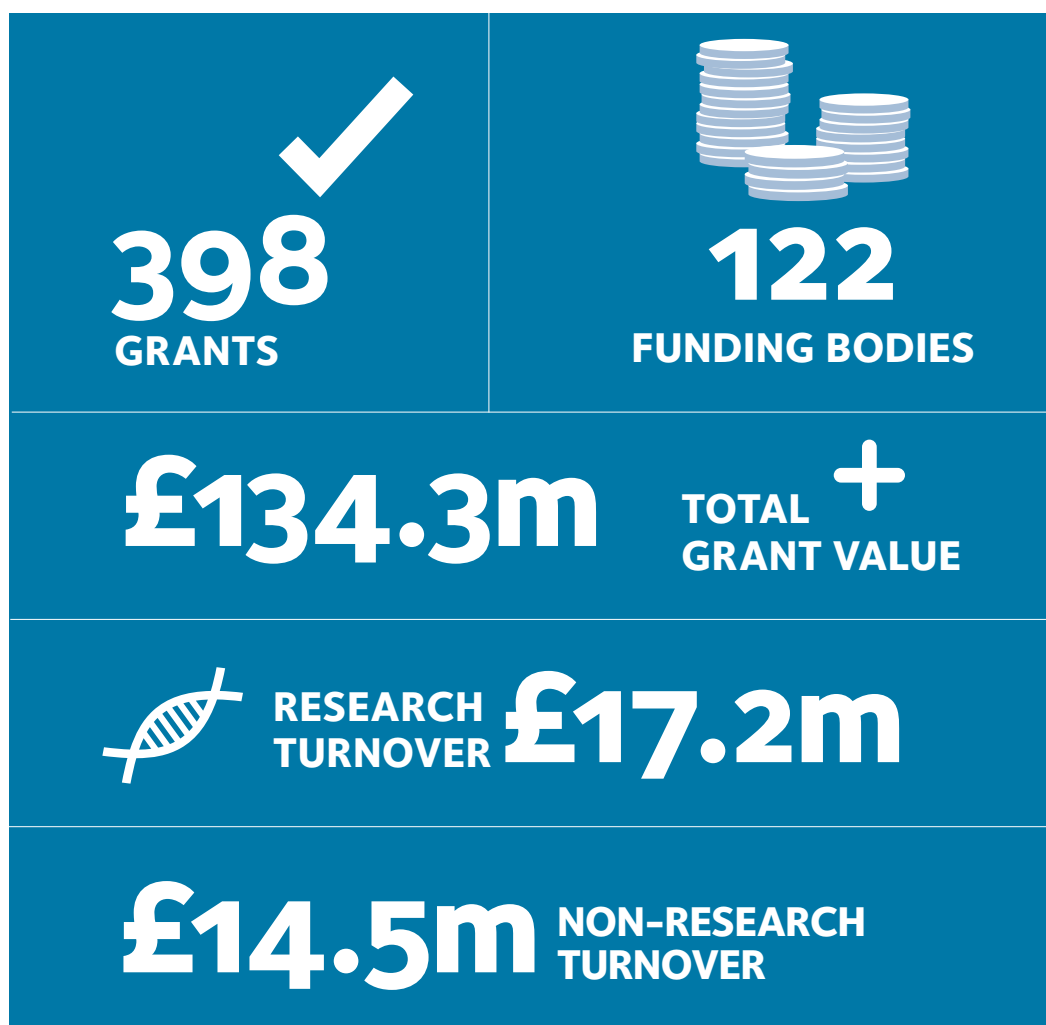 398
GRANTS
122
FUNDING BODIES
£134.3m
TOTAL
GRANT VALUE
RESEARCH
TURNOVER
£17.2m
£14.5m
NON-RESEARCH
TURNOVER